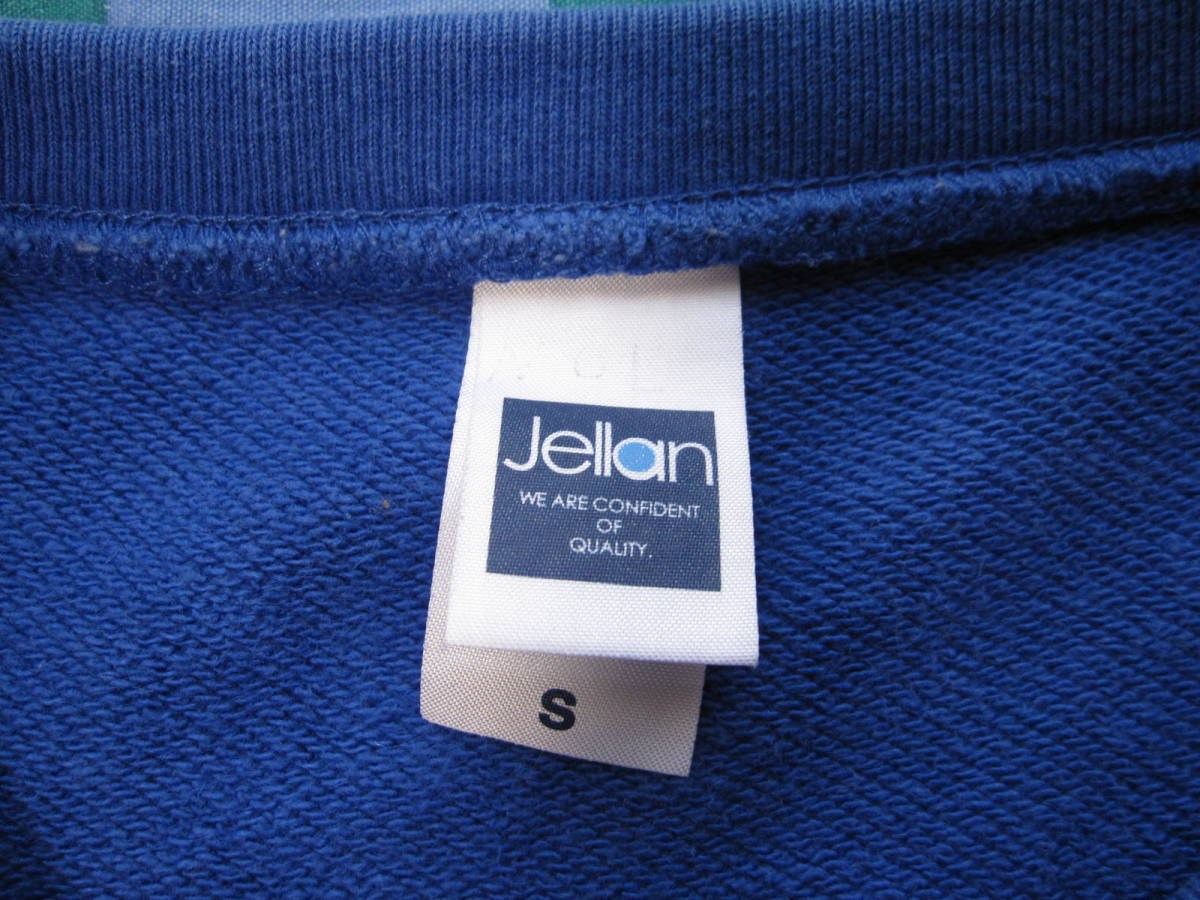 Jellan
WE ARE CONFIDENT
OF
QUALITY.
S